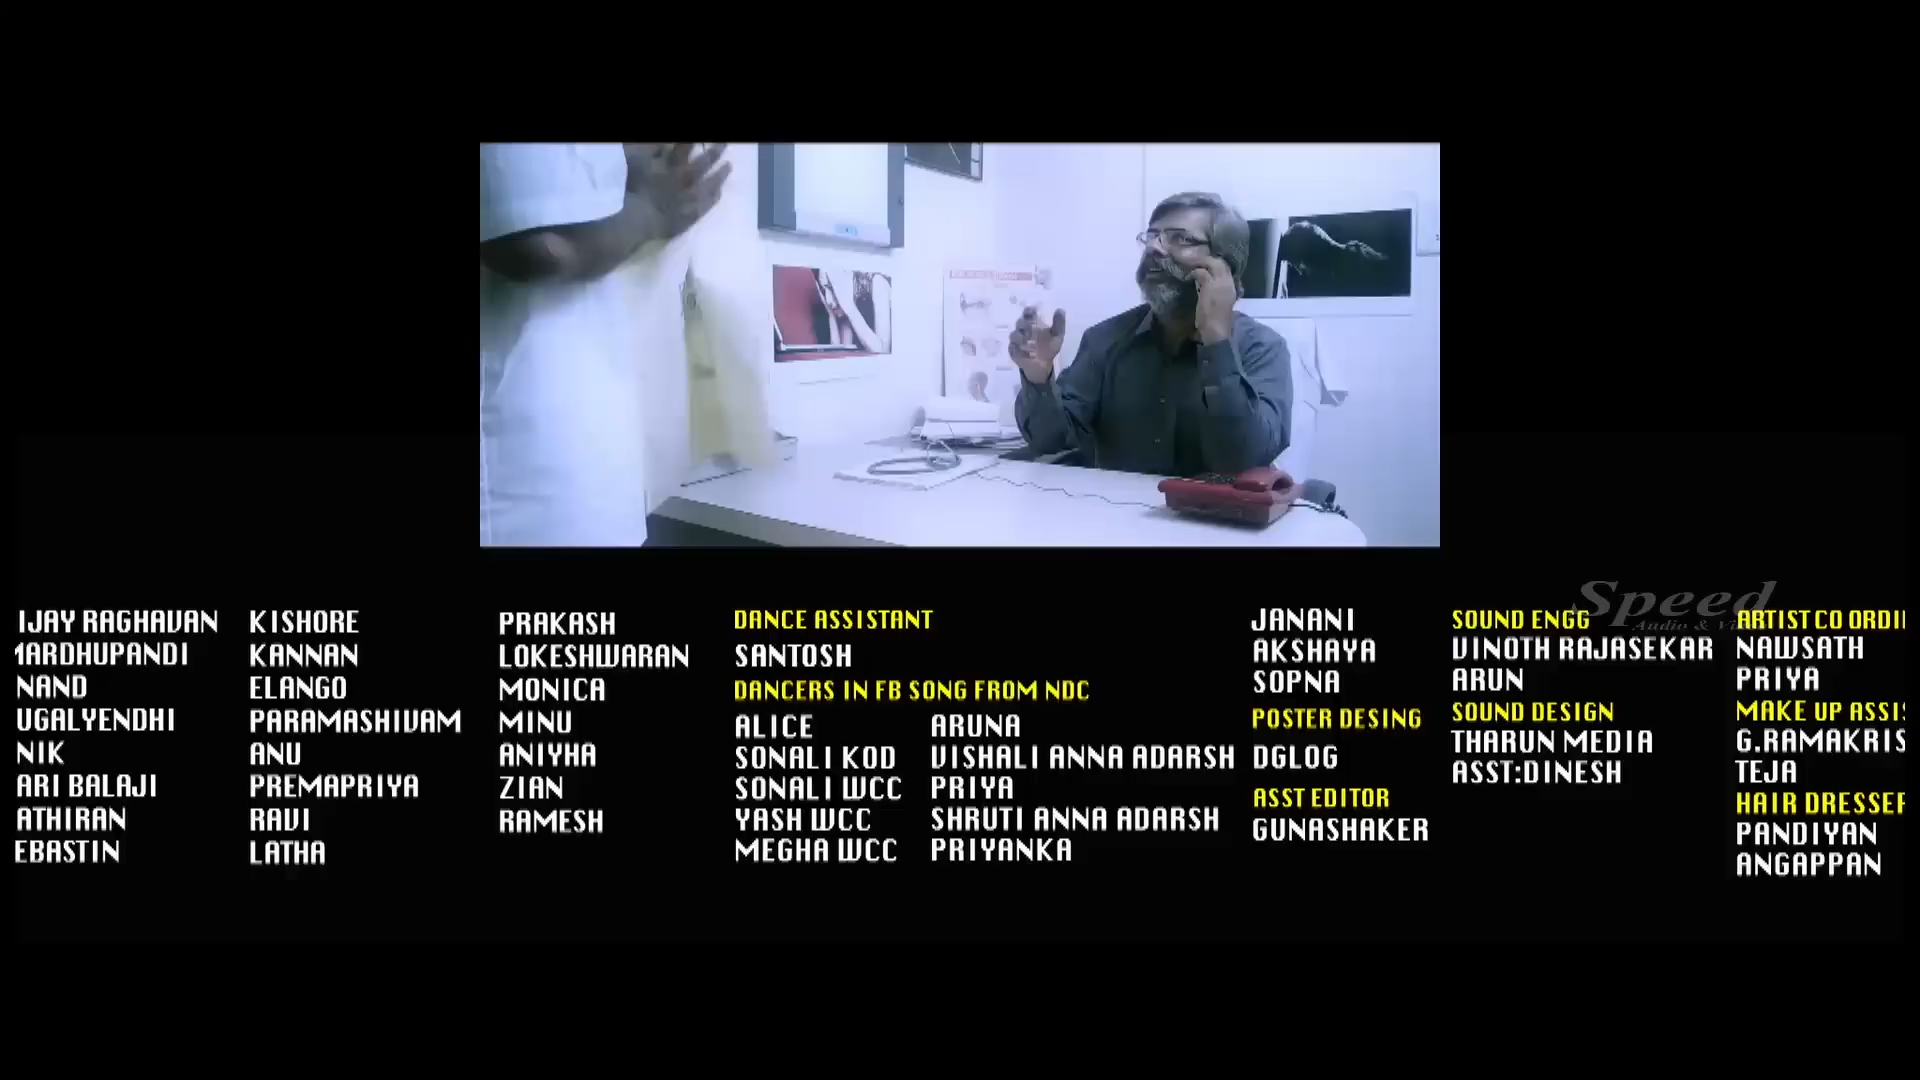 IJAY RAGHAVAN
ARDHUPANDI
NAND
UGALYENDHI
NIK
ARI BALAJI
ATHIRAN
EBASTIN
KISHORE
KANNAN
ELANGO
PARAMASHIVAM
ANU
PREMAPRIYA
RAVI
LATHA
PRAKASH
LOKESHWARAN
MONICA
MINU
ANIYHA
ZIAN
RAMESH
DANCE ASSISTANT
SANTOSH
DANCERS IN FB SONG FROM NDC
ALICE
SONALI KOD
SONALI WCC
YASH WCC
MEGHA WCC
ARUNA
VISHALI ANNA ADARSH
PRIYA
SHRUTI ANNA ADARSH
PRIYANKA
JANANI
AKSHAYA
SOPNA
POSTER DESING
DGLOG
ASST EDITOR
GUNASHAKER
SOUND ENGG
VINOTH RAJASEKAR
ARUN
SOUND DESIGN
THARUN MEDIA
ASST:DINESH
Speed
Audio & Vi
ARTIST CO ORDI
NAWSATH
PRIYA
MAKE UP ASSIS
G.RAMAKRIS
TEJA
HAIR DRESSER
PANDIYAN
ANGAPPAN